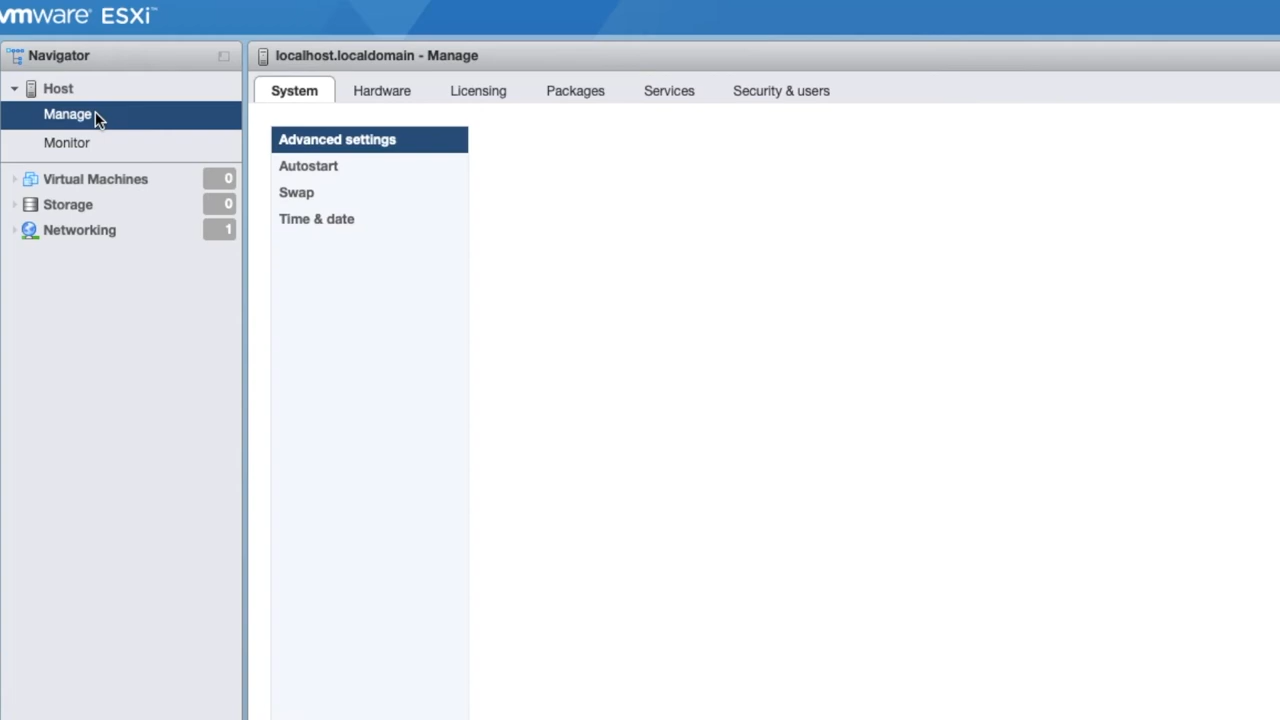 vmware ESXi™
Navigator
Host
Manage
Monitor
Virtual Machines 0
Storage 0
Networking 1
localhost.localdomain - Manage
System Hardware Licensing Packages Services Security & users
Advanced settings
Autostart
Swap
Time & date